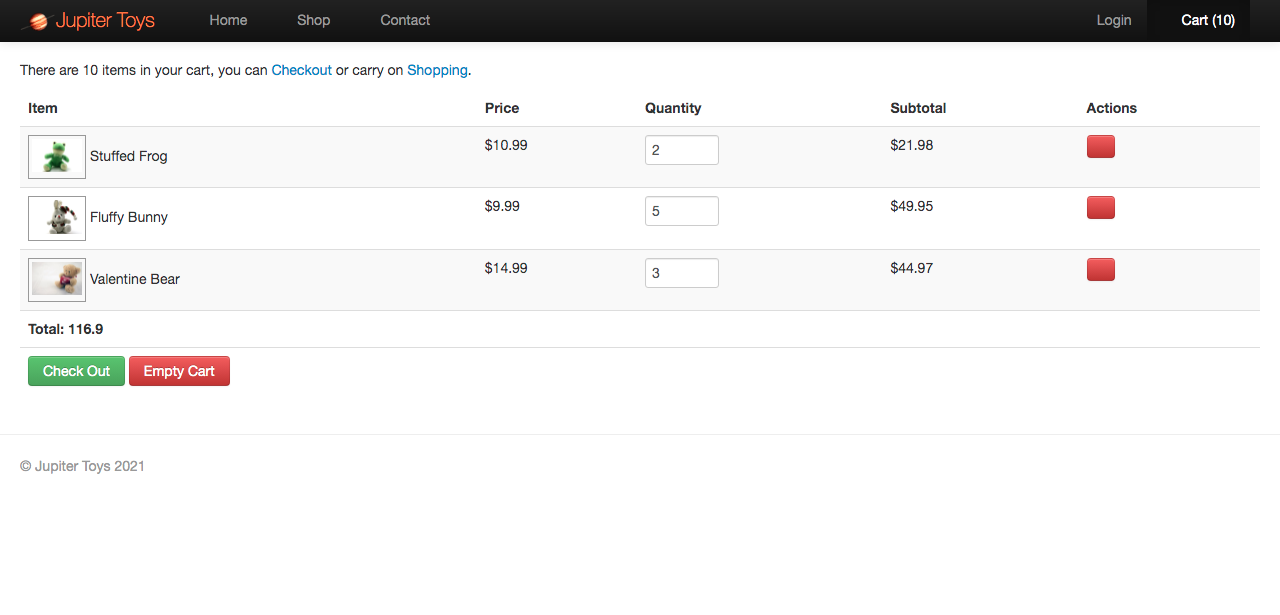 Jupiter Toys Home Shop Contact Login Cart (10)
There are 10 items in your cart, you can Checkout or carry on Shopping.
Item Price Quantity Subtotal Actions
Stuffed Frog $10.99 2 $21.98
Fluffy Bunny $9.99 5 $49.95
Valentine Bear $14.99 3 $44.97
Total: 116.9
Check Out Empty Cart
© Jupiter Toys 2021